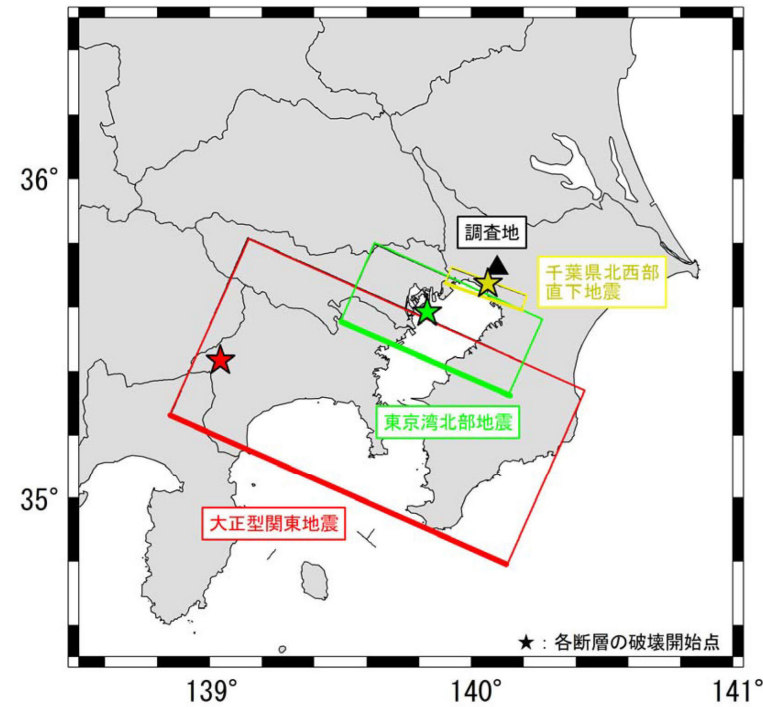 36°
調査地
千葉県北西部
直下地震
東京湾北部地震
35°
大正型関東地震
★：各断層の破壊開始点
139°
140°
141°